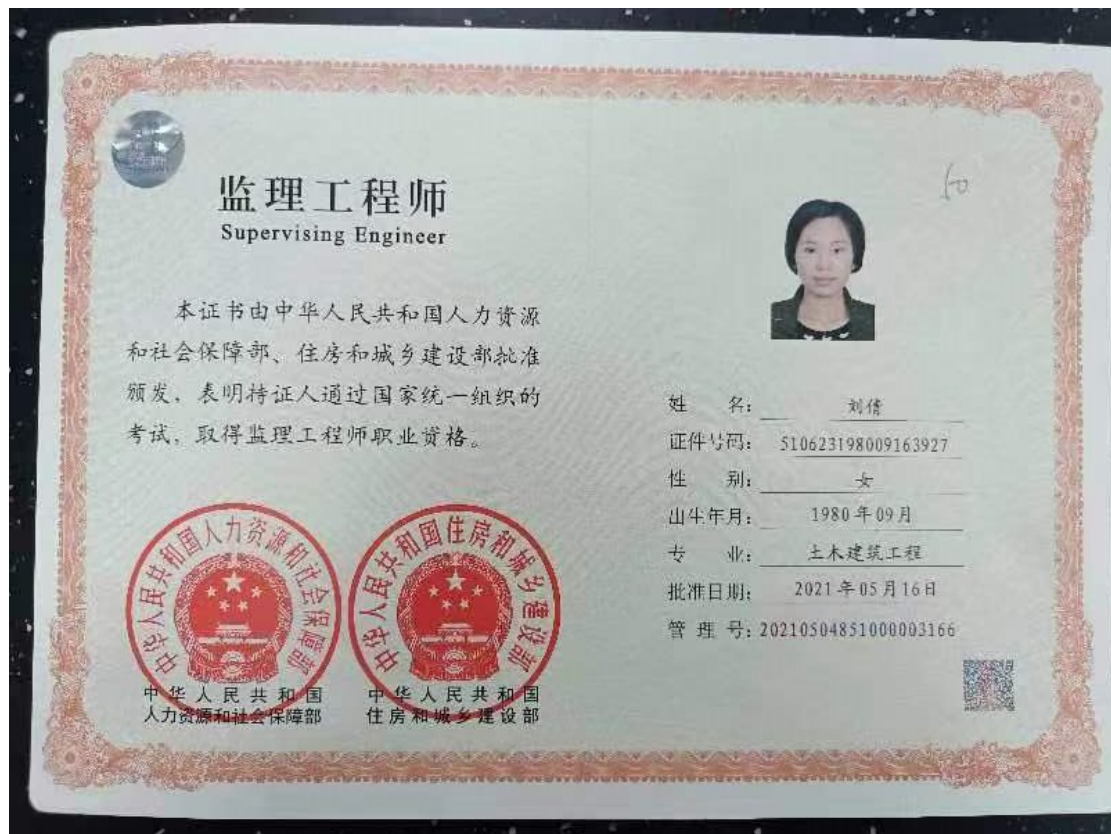 监理工程师
Supervising Engineer
本证书由中华人民共和国人力资源
和社会保障部、住房和城乡建设部批准
颁发，表明持证人通过国家统一组织的
考试，取得监理工程师职业资格。
中华人民共和国人力资源和社会保障部
中华人民共和国
人力资源和社会保障部
中华人民共和国住房和城乡建设部
中华人民共和国
住房和城乡建设部
姓 名：刘倩
证件号码：510623198009163927
性 别：女
出生年月：1980年09月
专 业：土木建筑工程
批准日期：2021年05月16日
管 理 号：20210504851000003166